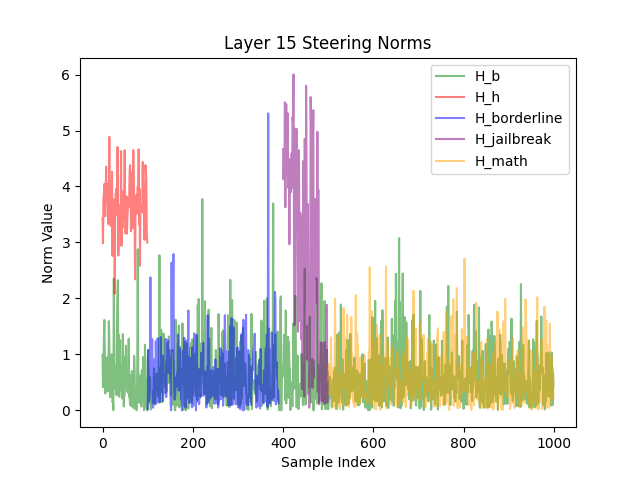 Layer 15 Steering Norms
Norm Value
6
5
4
3
2
1
0
0
200
400
600
800
1000
Sample Index
H_b
H_h
H_borderline
H_jailbreak
H_math